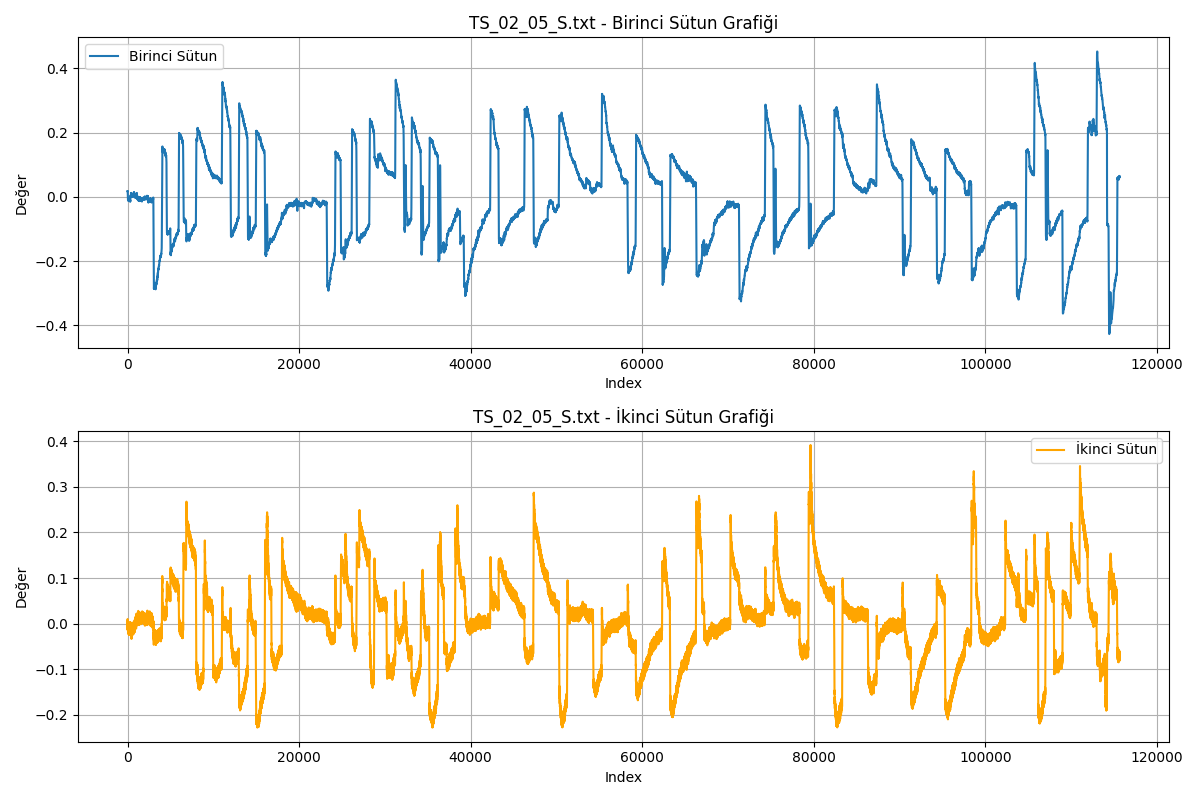 TS_02_05_S.txt - Birinci Sütun Grafiği
Birinci Sütun
0.4
0.2
0.0
−0.2
−0.4
Değer
0 20000 40000 60000 80000 100000 120000
Index
TS_02_05_S.txt - İkinci Sütun Grafiği
İkinci Sütun
0.4
0.3
0.2
0.1
0.0
−0.1
−0.2
Değer
0 20000 40000 60000 80000 100000 120000
Index